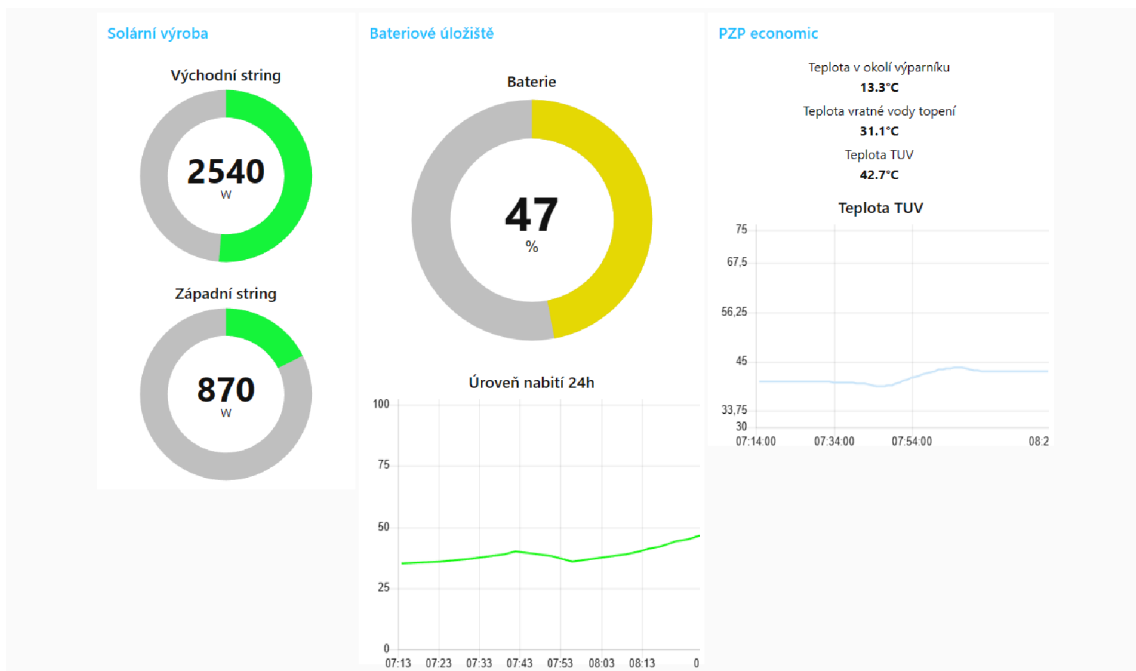 Solární výroba
Východní string
2540
W
Západní string
870
W
Bateriové úložiště
Baterie
47
%
Úroveň nabití 24h
100
75
50
25
0
07:13 07:23 07:33 07:43 07:53 08:03 08:13 0
PZP economic
Teplota v okolí výparníku
13.3°C
Teplota vratné vody topení
31.1°C
Teplota TUV
42.7°C
Teplota TUV
75
67,5
56,25
45
33,75
30
07:14:00 07:34:00 07:54:00 08:2